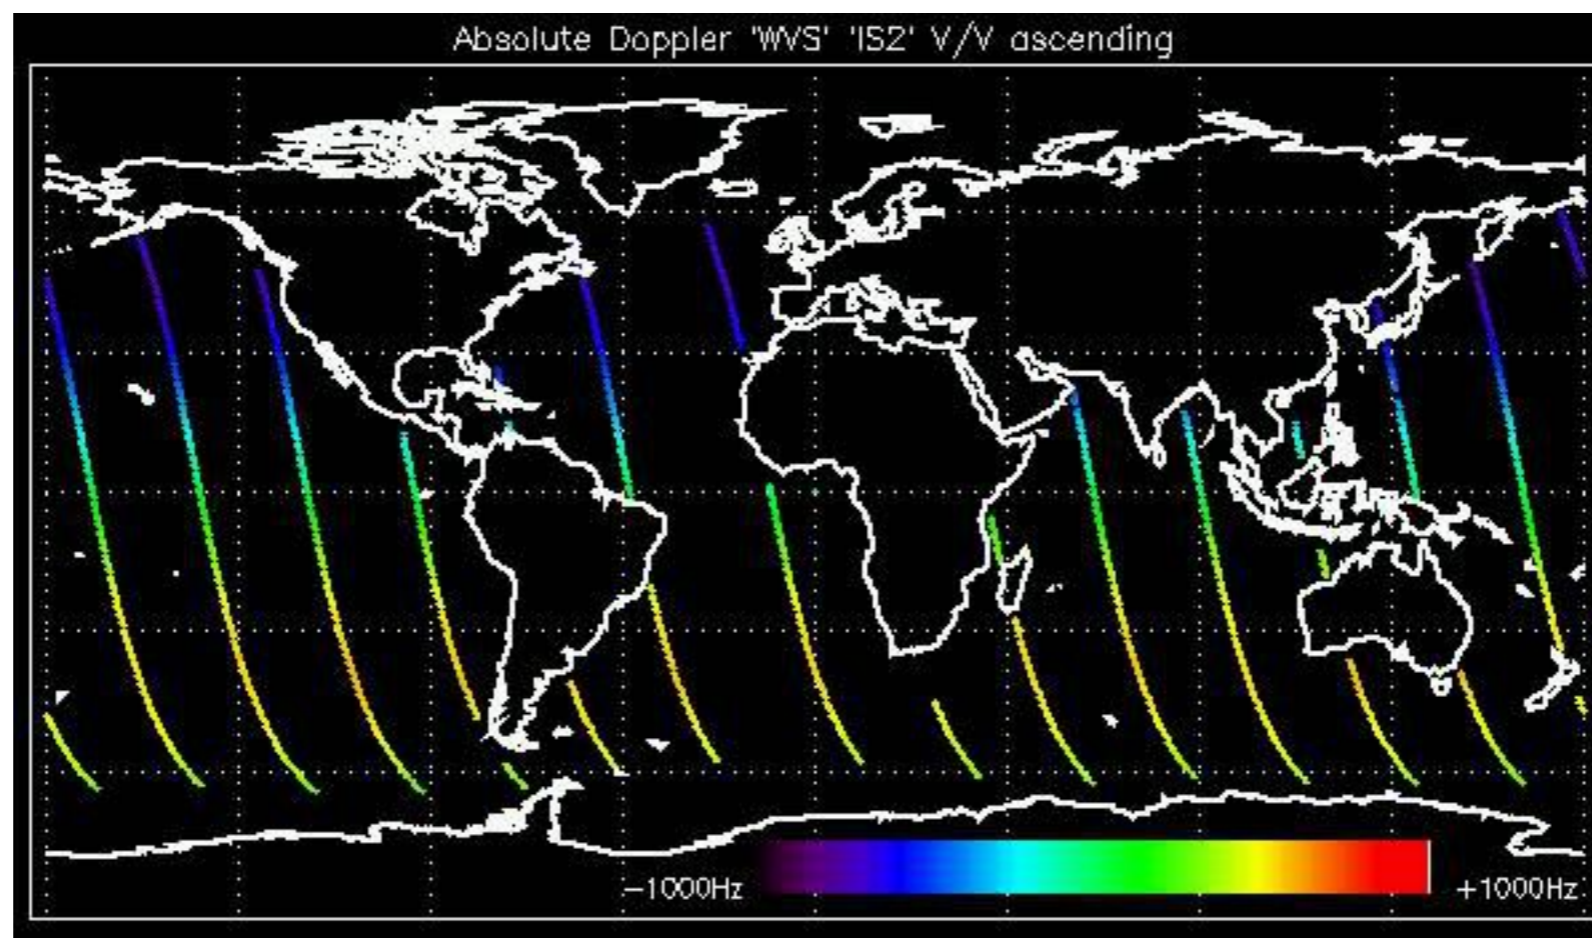 Absolute Doppler 'WVS' 'IS2' V/V ascending
-1000Hz +1000Hz